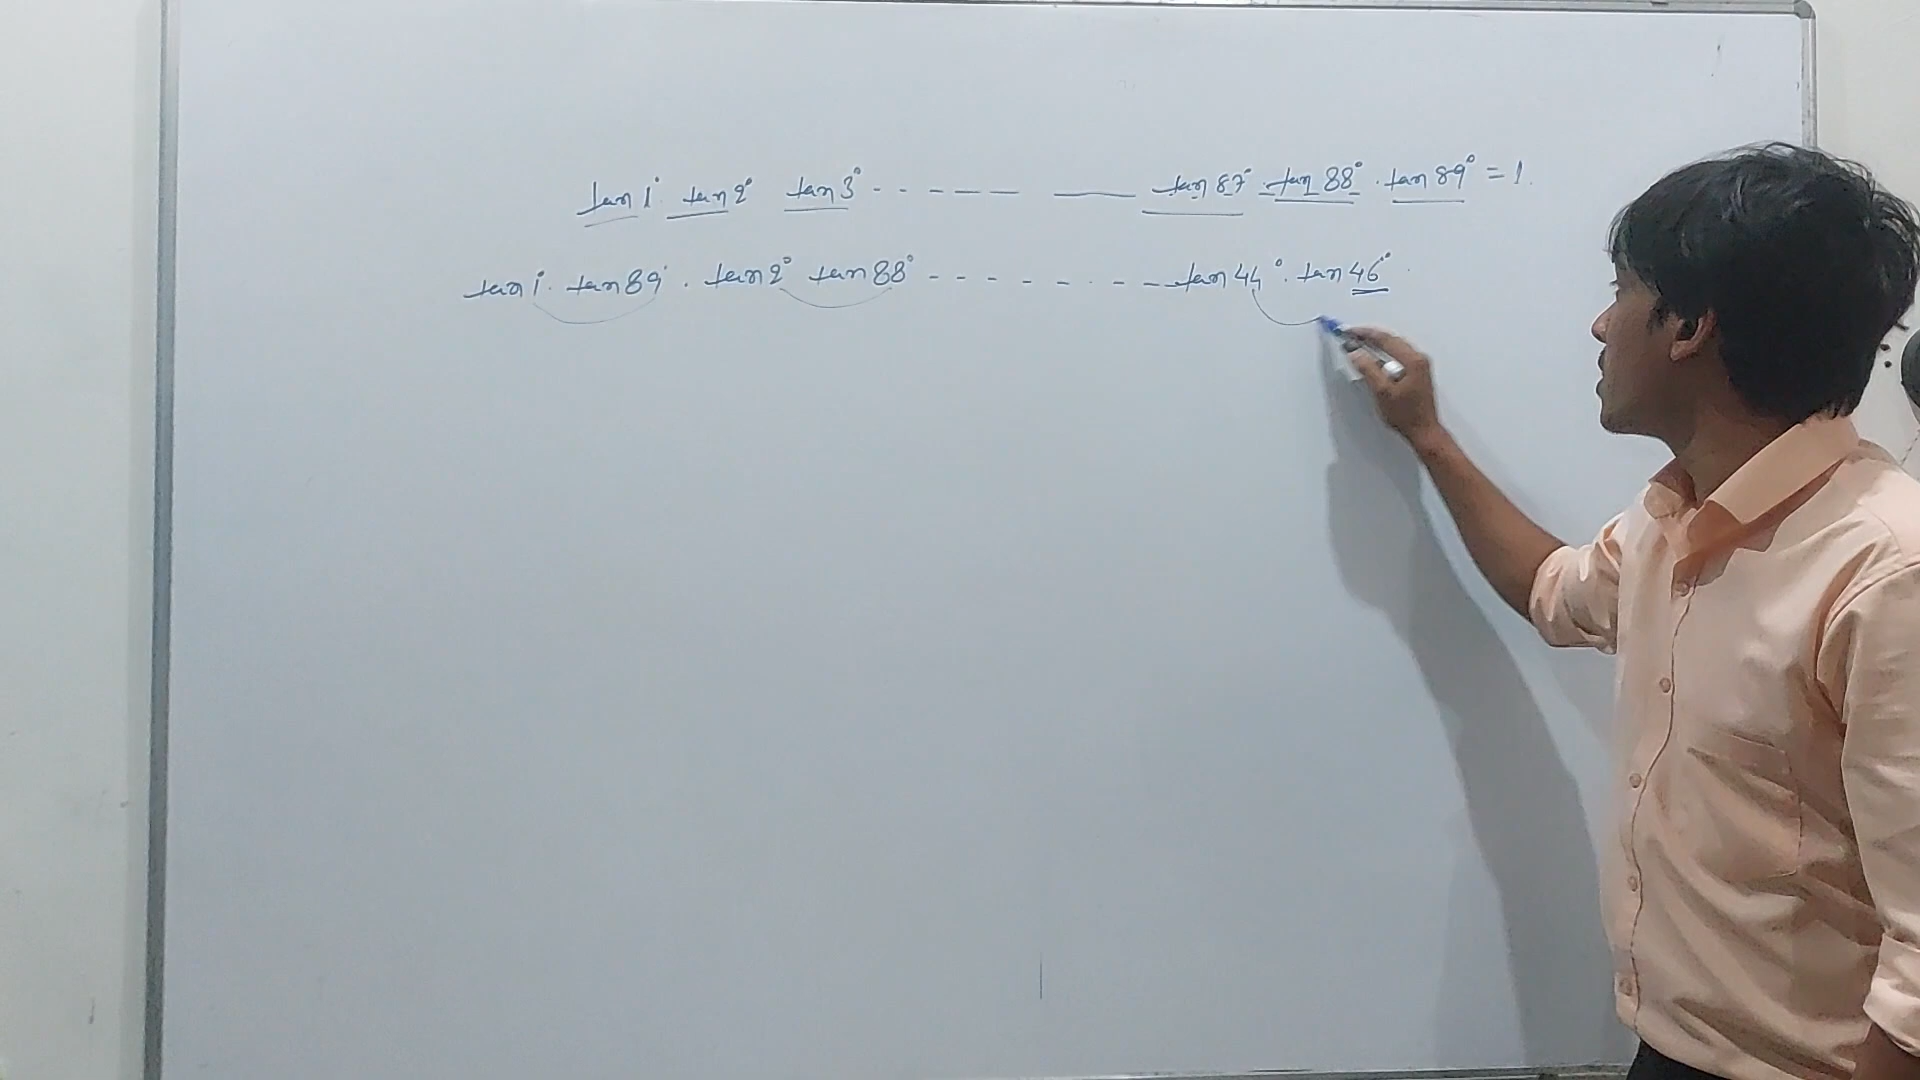 tan 1° . tan 2° tan 3° - - - - - - —— tan 87° . tan 88° . tan 89° = 1.
tan 1° . tan 89° . tan 2° tan 88° - - - - - . - - - tan 44° . tan 46° .